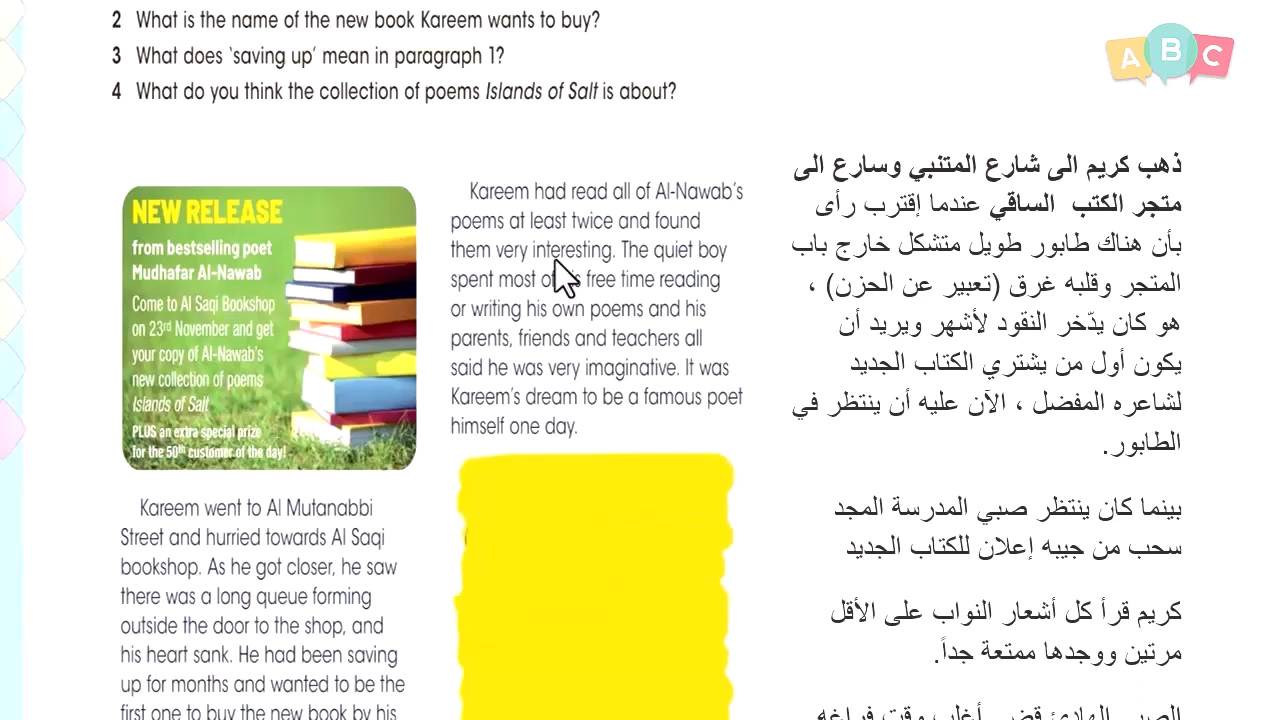 2 What is the name of the new book Kareem wants to buy?
3 What does ‘saving up’ mean in paragraph 1?
4 What do you think the collection of poems Islands of Salt is about?
A B C
NEW RELEASE
from bestselling poet
Mudhafar Al-Nawab
Come to Al Saqi Bookshop
on 23rd November and get
your copy of Al-Nawab’s
new collection of poems
Islands of Salt
PLUS an extra special prize
for the 50th customer of the day!
Kareem went to Al Mutanabbi
Street and hurried towards Al Saqi
bookshop. As he got closer, he saw
there was a long queue forming
outside the door to the shop, and
his heart sank. He had been saving
up for months and wanted to be the
first one to buy the new book by his
Kareem had read all of Al-Nawab’s
poems at least twice and found
them very interesting. The quiet boy
spent most of free time reading
or writing his own poems and his
parents, friends and teachers all
said he was very imaginative. It was
Kareem’s dream to be a famous poet
himself one day.
ذهب كريم الى شارع المتنبي وسارع الى
متجر الكتب الساقي عندما إقترب رأى
بأن هناك طابور طويل متشكل خارج باب
المتجر وقلبه غرق (تعبير عن الحزن) ،
هو كان يدّخر النقود لأشهر ويريد أن
يكون أول من يشتري الكتاب الجديد
لشاعره المفضل ، الآن عليه أن ينتظر في
الطابور.
بينما كان ينتظر صبي المدرسة المجد
سحب من جيبه إعلان للكتاب الجديد
كريم قرأ كل أشعار النواب على الأقل
مرتين ووجدها ممتعة جداً.
الصبي الهادئ قضى أغلب وقت فراغه